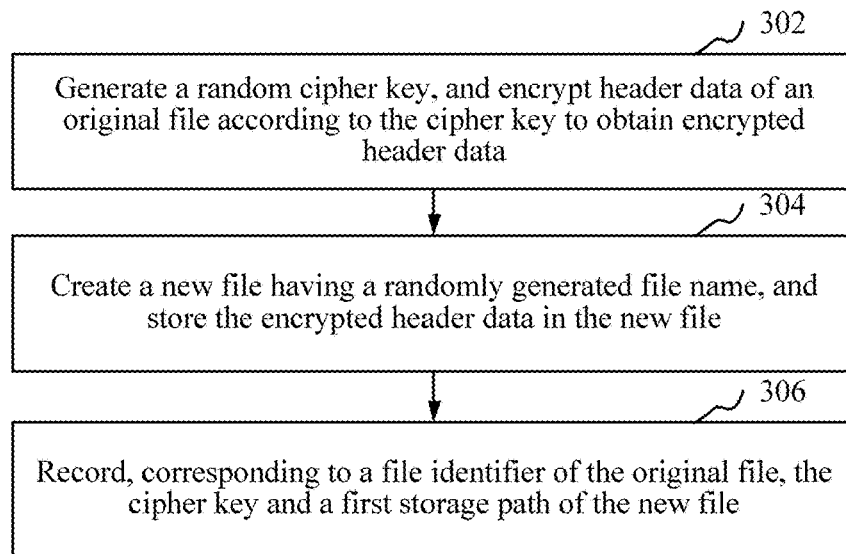 302
Generate a random cipher key, and encrypt header data of an
original file according to the cipher key to obtain encrypted
header data
304
Create a new file having a randomly generated file name, and
store the encrypted header data in the new file
306
Record, corresponding to a file identifier of the original file, the
cipher key and a first storage path of the new file